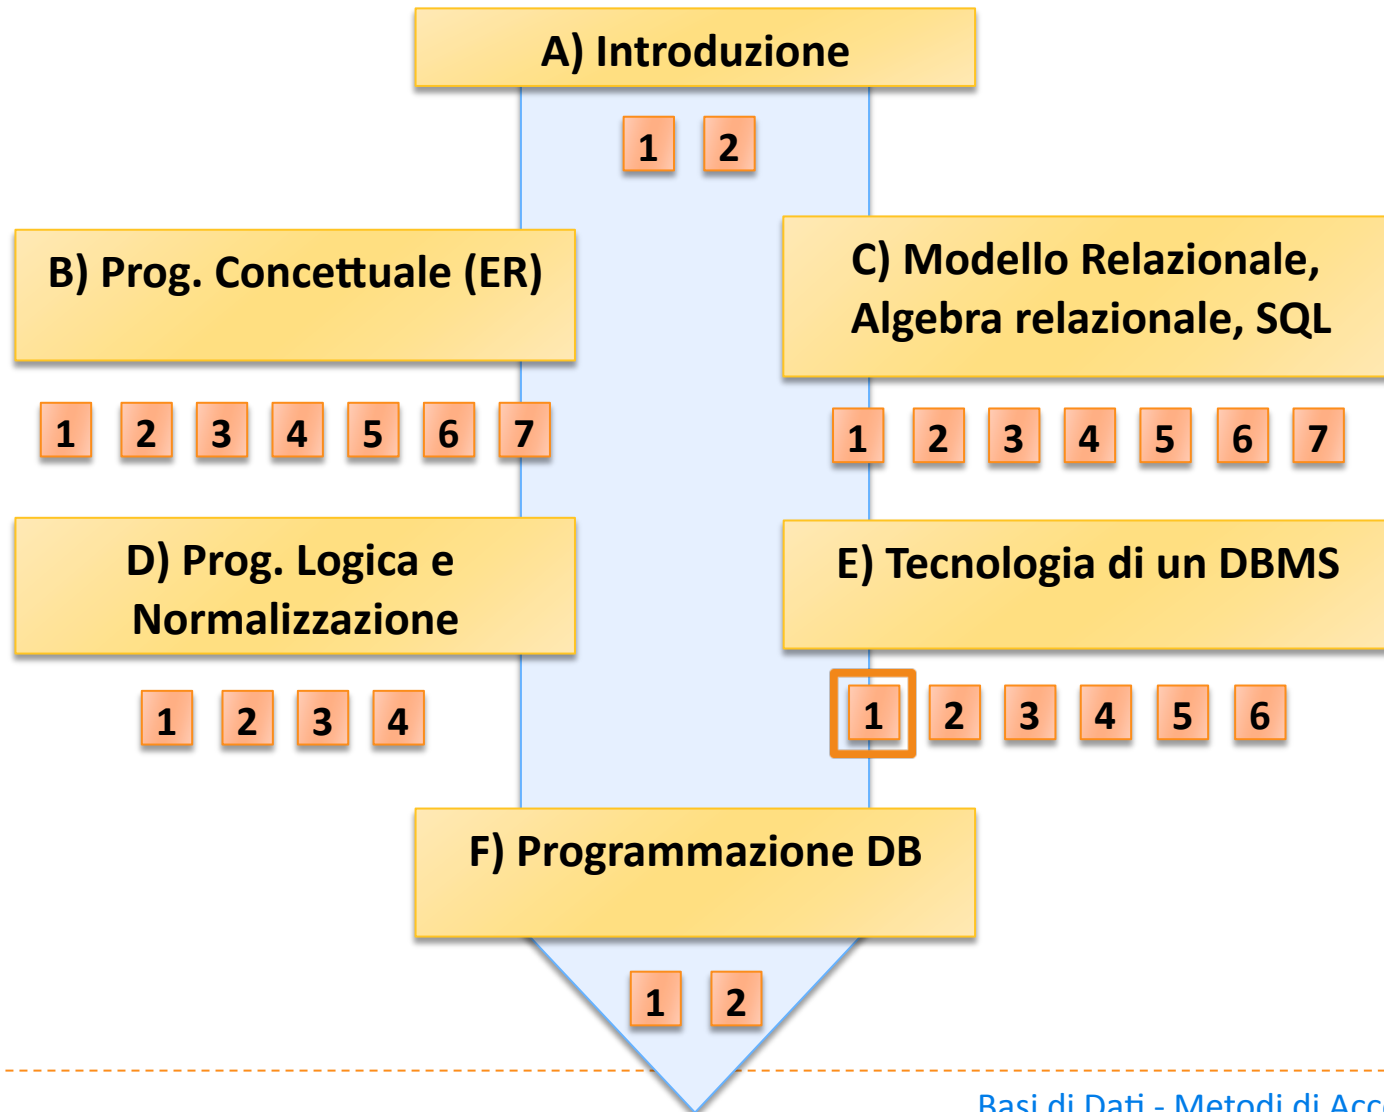 A) Introduzione
1 2
B) Prog. Concettuale (ER)
C) Modello Relazionale,
Algebra relazionale, SQL
1 2 3 4 5 6 7
1 2 3 4 5 6 7
D) Prog. Logica e
Normalizzazione
E) Tecnologia di un DBMS
1 2 3 4
1 2 3 4 5 6
F) Programmazione DB
1 2
Basi di Dati - Metodi di Acce